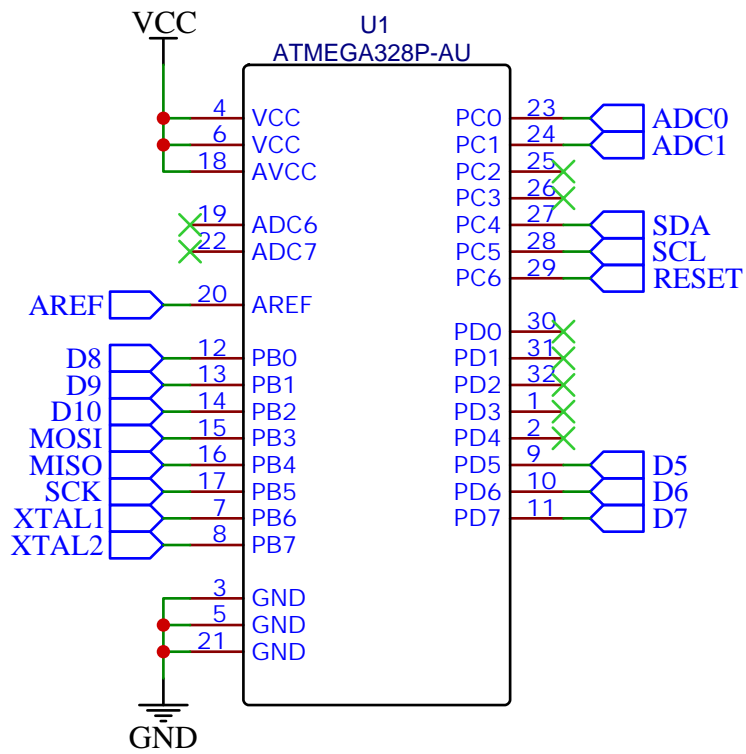 VCC
U1
ATMEGA328P-AU
4 VCC PC0 23 ADC0
6 VCC PC1 24 ADC1
18 AVCC PC2 25
PC3 26
19 ADC6 PC4 27 SDA
22 ADC7 PC5 28 SCL
PC6 29 RESET
AREF 20 AREF
PD0 30
D8 12 PB0 PD1 31
D9 13 PB1 PD2 32
D10 14 PB2 PD3 1
MOSI 15 PB3 PD4 2
MISO 16 PB4 PD5 9 D5
SCK 17 PB5 PD6 10 D6
XTAL1 7 PB6 PD7 11 D7
XTAL2 8 PB7
3 GND
5 GND
21 GND
GND